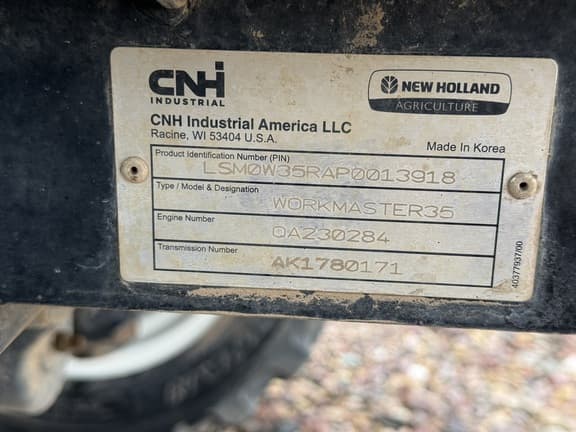 CNH
INDUSTRIAL
NEW HOLLAND
AGRICULTURE
CNH Industrial America LLC
Racine, WI 53404 U.S.A.
Made In Korea
Product Identification Number (PIN)
LSM0W35RAP0013918
Type / Model & Designation
WORKMASTER35
Engine Number
QA230284
Transmission Number
AK1780171
40377937/00